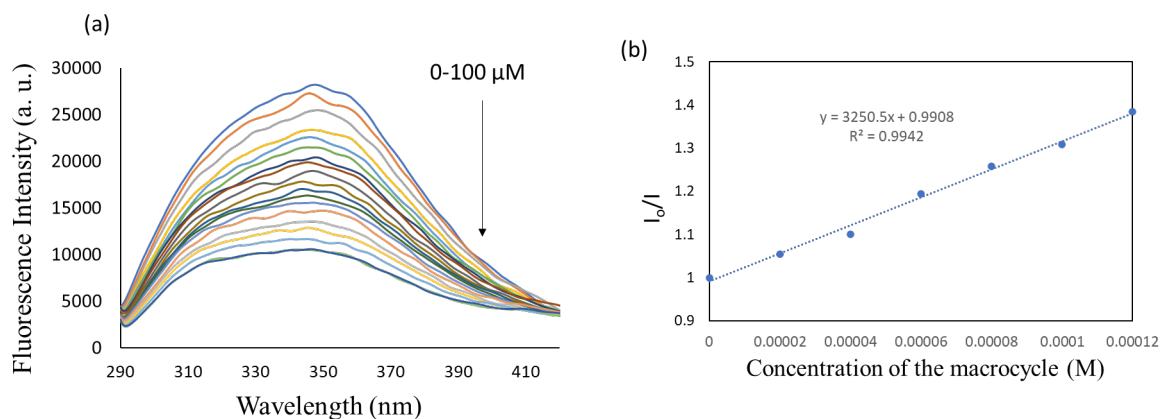 (a)
Fluorescence Intensity (a. u.)
30000
25000
20000
15000
10000
5000
0
0-100 µM
290 310 330 350 370 390 410
Wavelength (nm)
(b)
I₀/I
1.5
1.4
1.3
1.2
1.1
1
0.9
y = 3250.5x + 0.9908
R² = 0.9942
0 0.00002 0.00004 0.00006 0.00008 0.0001 0.00012
Concentration of the macrocycle (M)